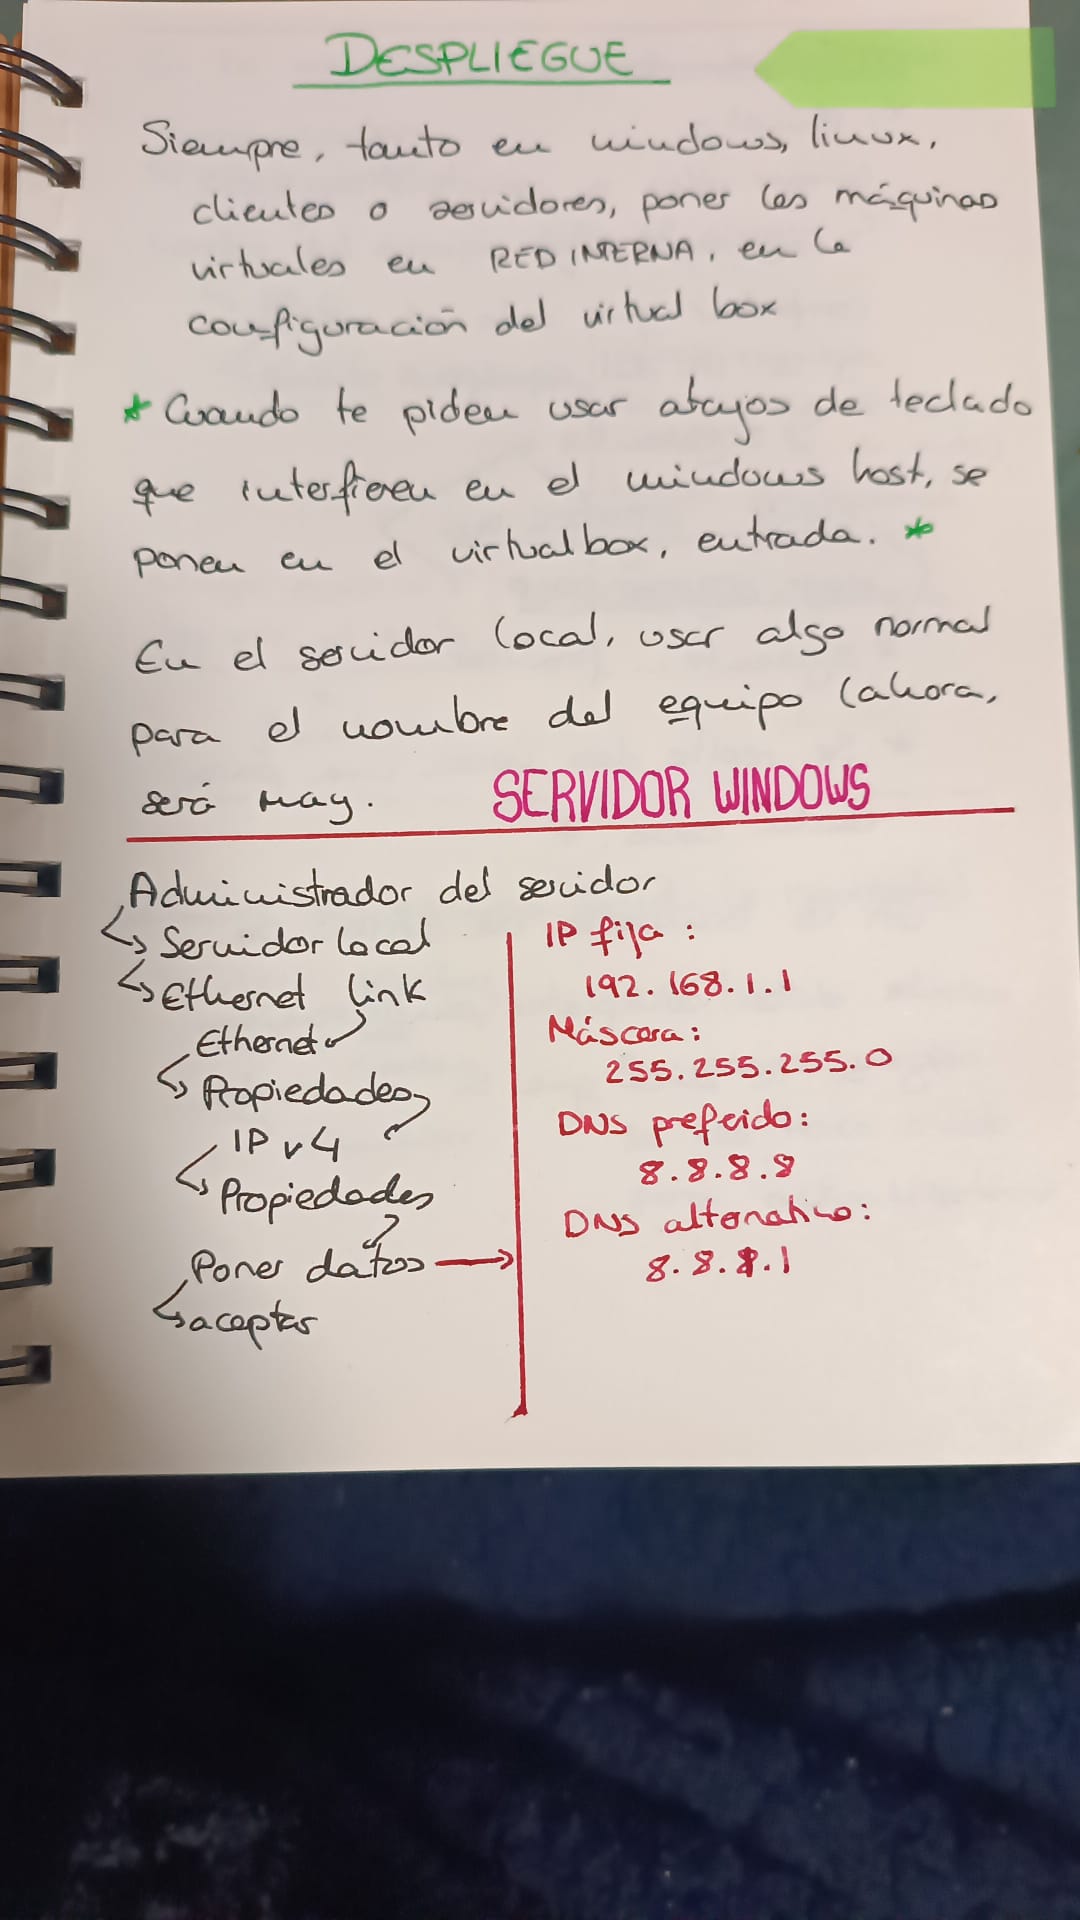 DESPLIEGUE
Siempre, tanto en windows, linux,
clientes o servidores, poner las máquinas
virtuales en RED INTERNA, en la
configuración del virtual box
* Cuando te piden usar atajos de teclado
que interfieren en el windows host, se
ponen en el virtualbox, entrada. *
En el servidor local, usar algo normal
para el nombre del equipo (ahora,
será May.
SERVIDOR WINDOWS
Administrador del servidor
↳ Servidor local
↳ Ethernet link
Ethernet
↳ Propiedades
IPv4
↳ Propiedades
Poner datos →
↳ aceptar
IP fija:
192.168.1.1
Máscara:
255.255.255.0
DNS preferido:
8.8.8.8
DNS alternativo:
8.8.8.1